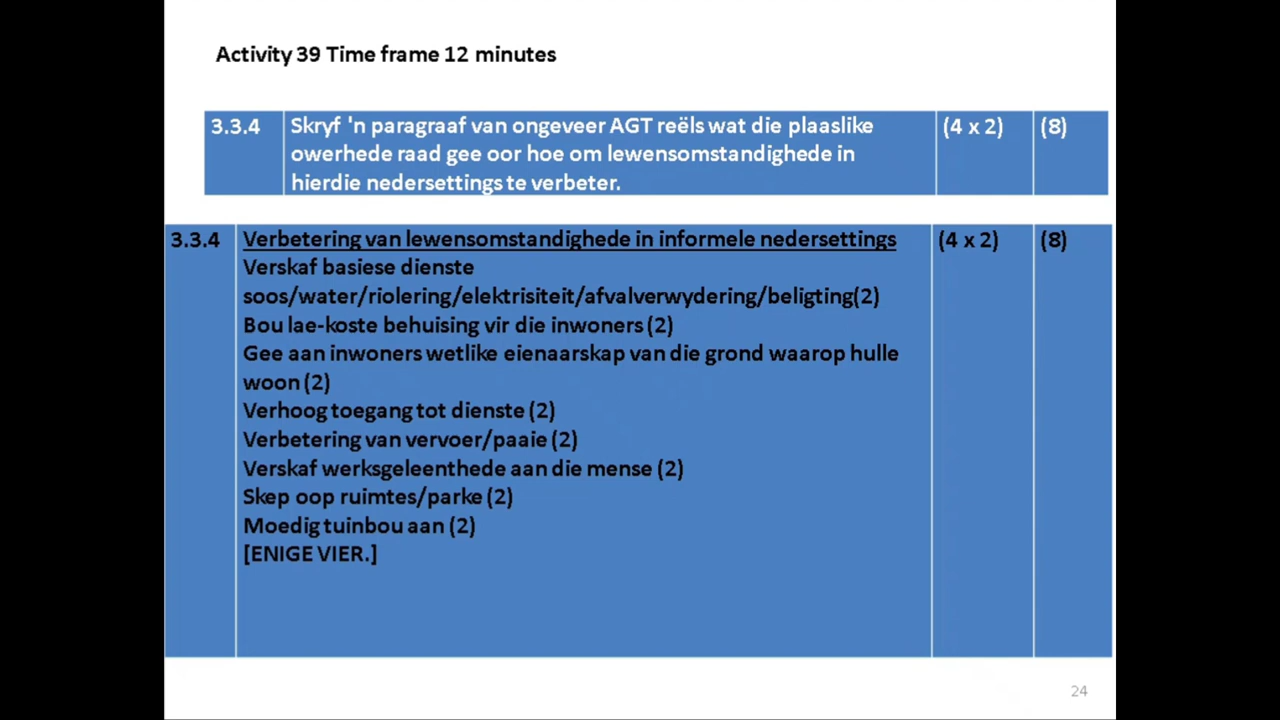 Activity 39 Time frame 12 minutes
3.3.4 Skryf 'n paragraaf van ongeveer AGT reëls wat die plaaslike (4 x 2) (8)
owerhede raad gee oor hoe om lewensomstandighede in
hierdie nedersettings te verbeter.
3.3.4 Verbetering van lewensomstandighede in informele nedersettings (4 x 2) (8)
Verskaf basiese dienste
soos/water/riolering/elektrisiteit/afvalverwydering/beligting(2)
Bou lae-koste behuising vir die inwoners (2)
Gee aan inwoners wetlike eienaarskap van die grond waarop hulle
woon (2)
Verhoog toegang tot dienste (2)
Verbetering van vervoer/paaie (2)
Verskaf werksgeleenthede aan die mense (2)
Skep oop ruimtes/parke (2)
Moedig tuinbou aan (2)
[ENIGE VIER.]
24